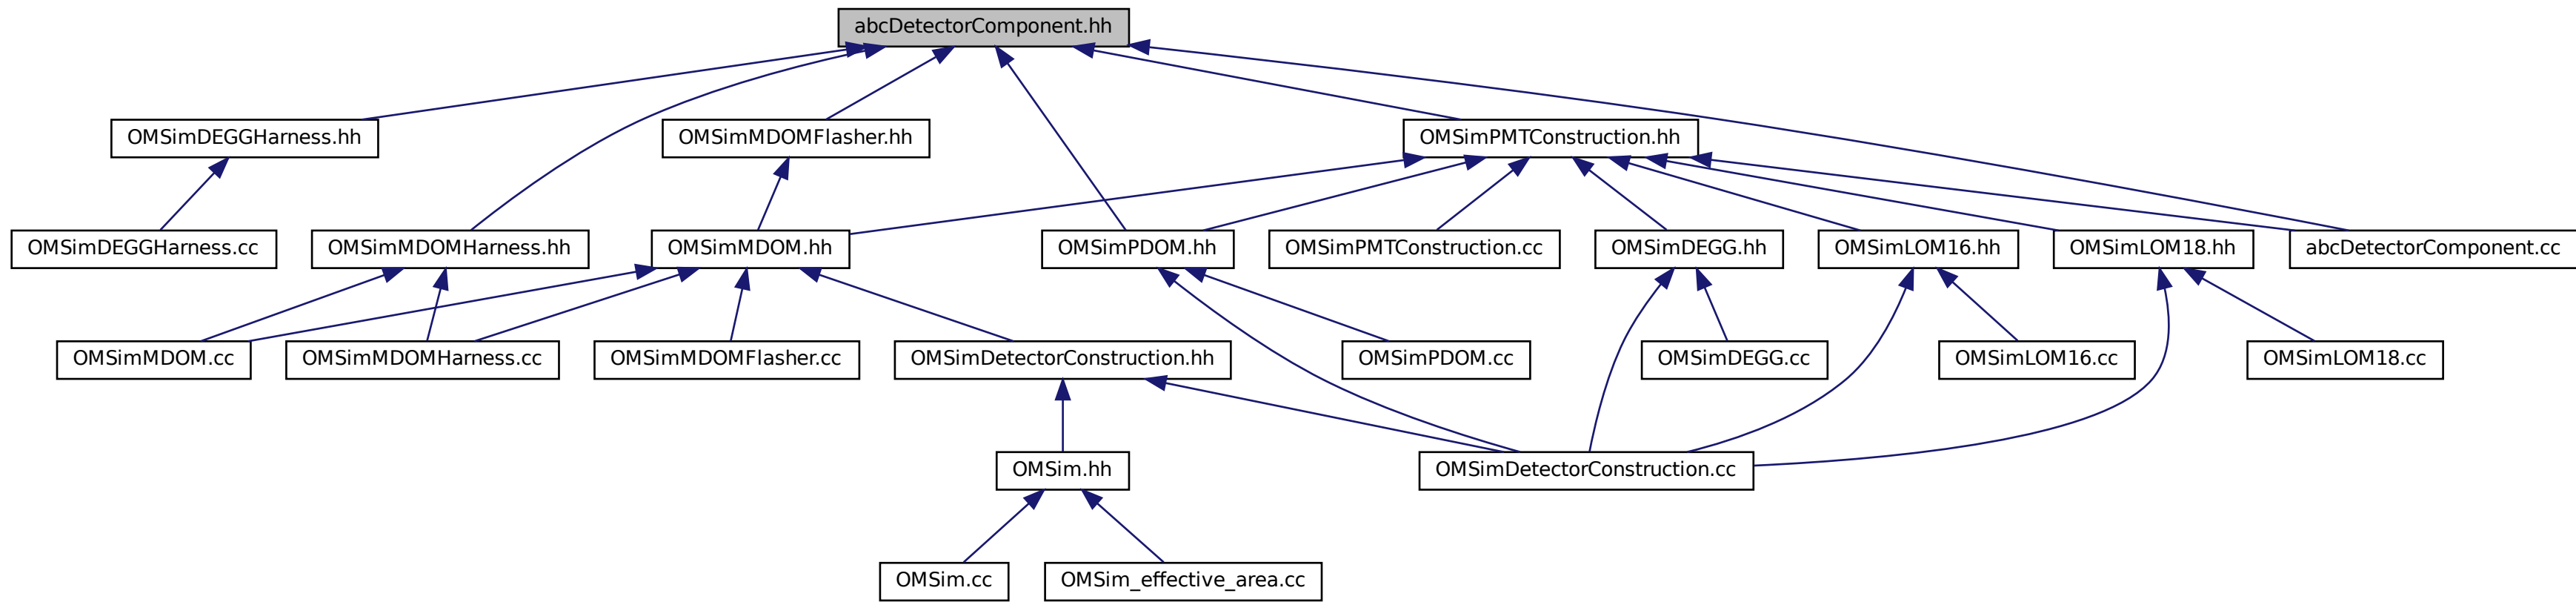 abcDetectorComponent.hh
OMSimDEGGHarness.hh
OMSimMDOMFlasher.hh
OMSimPMTConstruction.hh
OMSimDEGGHarness.cc
OMSimMDOMHarness.hh
OMSimMDOM.hh
OMSimPDOM.hh
OMSimPMTConstruction.cc
OMSimDEGG.hh
OMSimLOM16.hh
OMSimLOM18.hh
abcDetectorComponent.cc
OMSimMDOM.cc
OMSimMDOMHarness.cc
OMSimMDOMFlasher.cc
OMSimDetectorConstruction.hh
OMSimPDOM.cc
OMSimDEGG.cc
OMSimLOM16.cc
OMSimLOM18.cc
OMSim.hh
OMSimDetectorConstruction.cc
OMSim.cc
OMSim_effective_area.cc